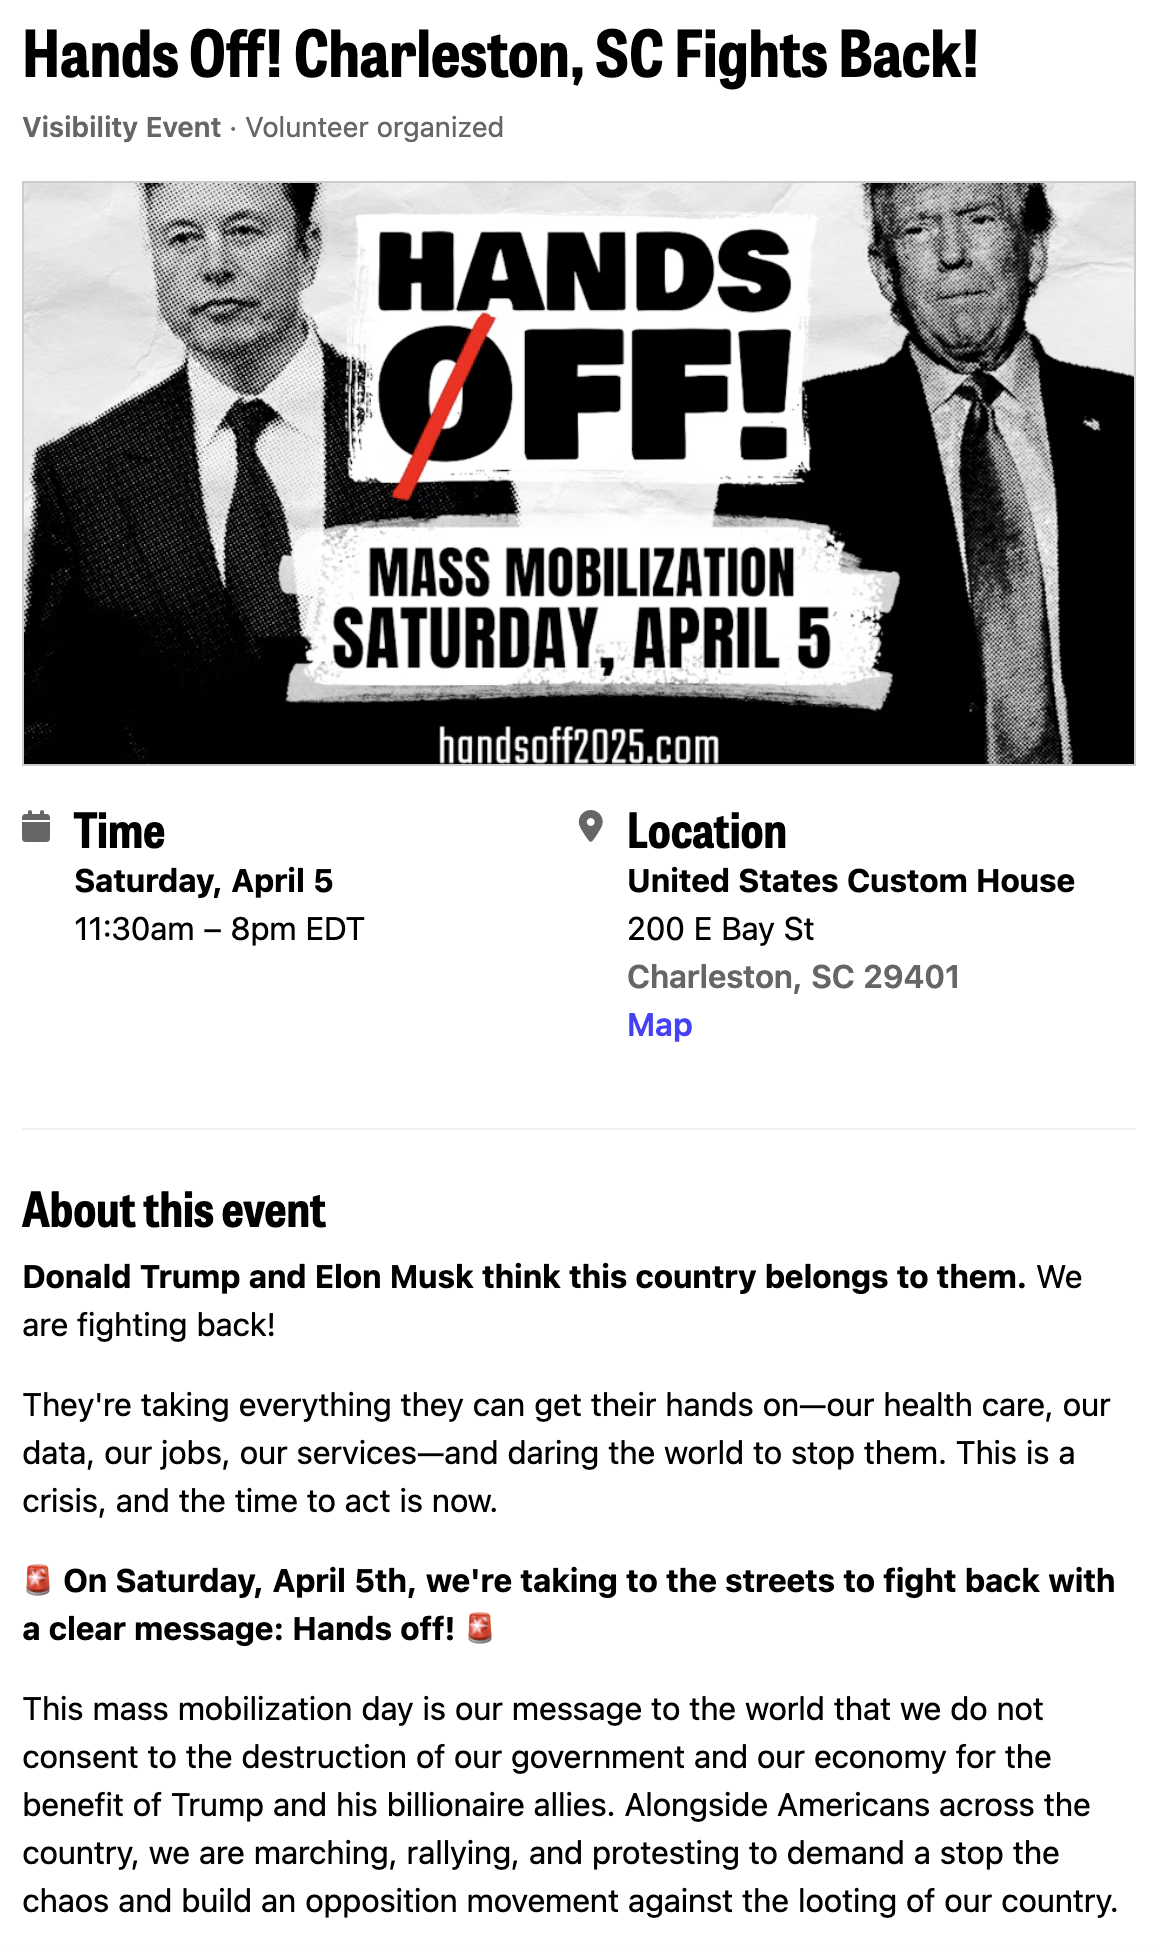 Hands Off! Charleston, SC Fights Back!
Visibility Event · Volunteer organized
HANDS
OFF!
MASS MOBILIZATION
SATURDAY, APRIL 5
handsoff2025.com
Time
Saturday, April 5
11:30am – 8pm EDT
Location
United States Custom House
200 E Bay St
Charleston, SC 29401
Map
About this event
Donald Trump and Elon Musk think this country belongs to them. We
are fighting back!
They're taking everything they can get their hands on—our health care, our
data, our jobs, our services—and daring the world to stop them. This is a
crisis, and the time to act is now.
🚨 On Saturday, April 5th, we're taking to the streets to fight back with
a clear message: Hands off! 🚨
This mass mobilization day is our message to the world that we do not
consent to the destruction of our government and our economy for the
benefit of Trump and his billionaire allies. Alongside Americans across the
country, we are marching, rallying, and protesting to demand a stop the
chaos and build an opposition movement against the looting of our country.